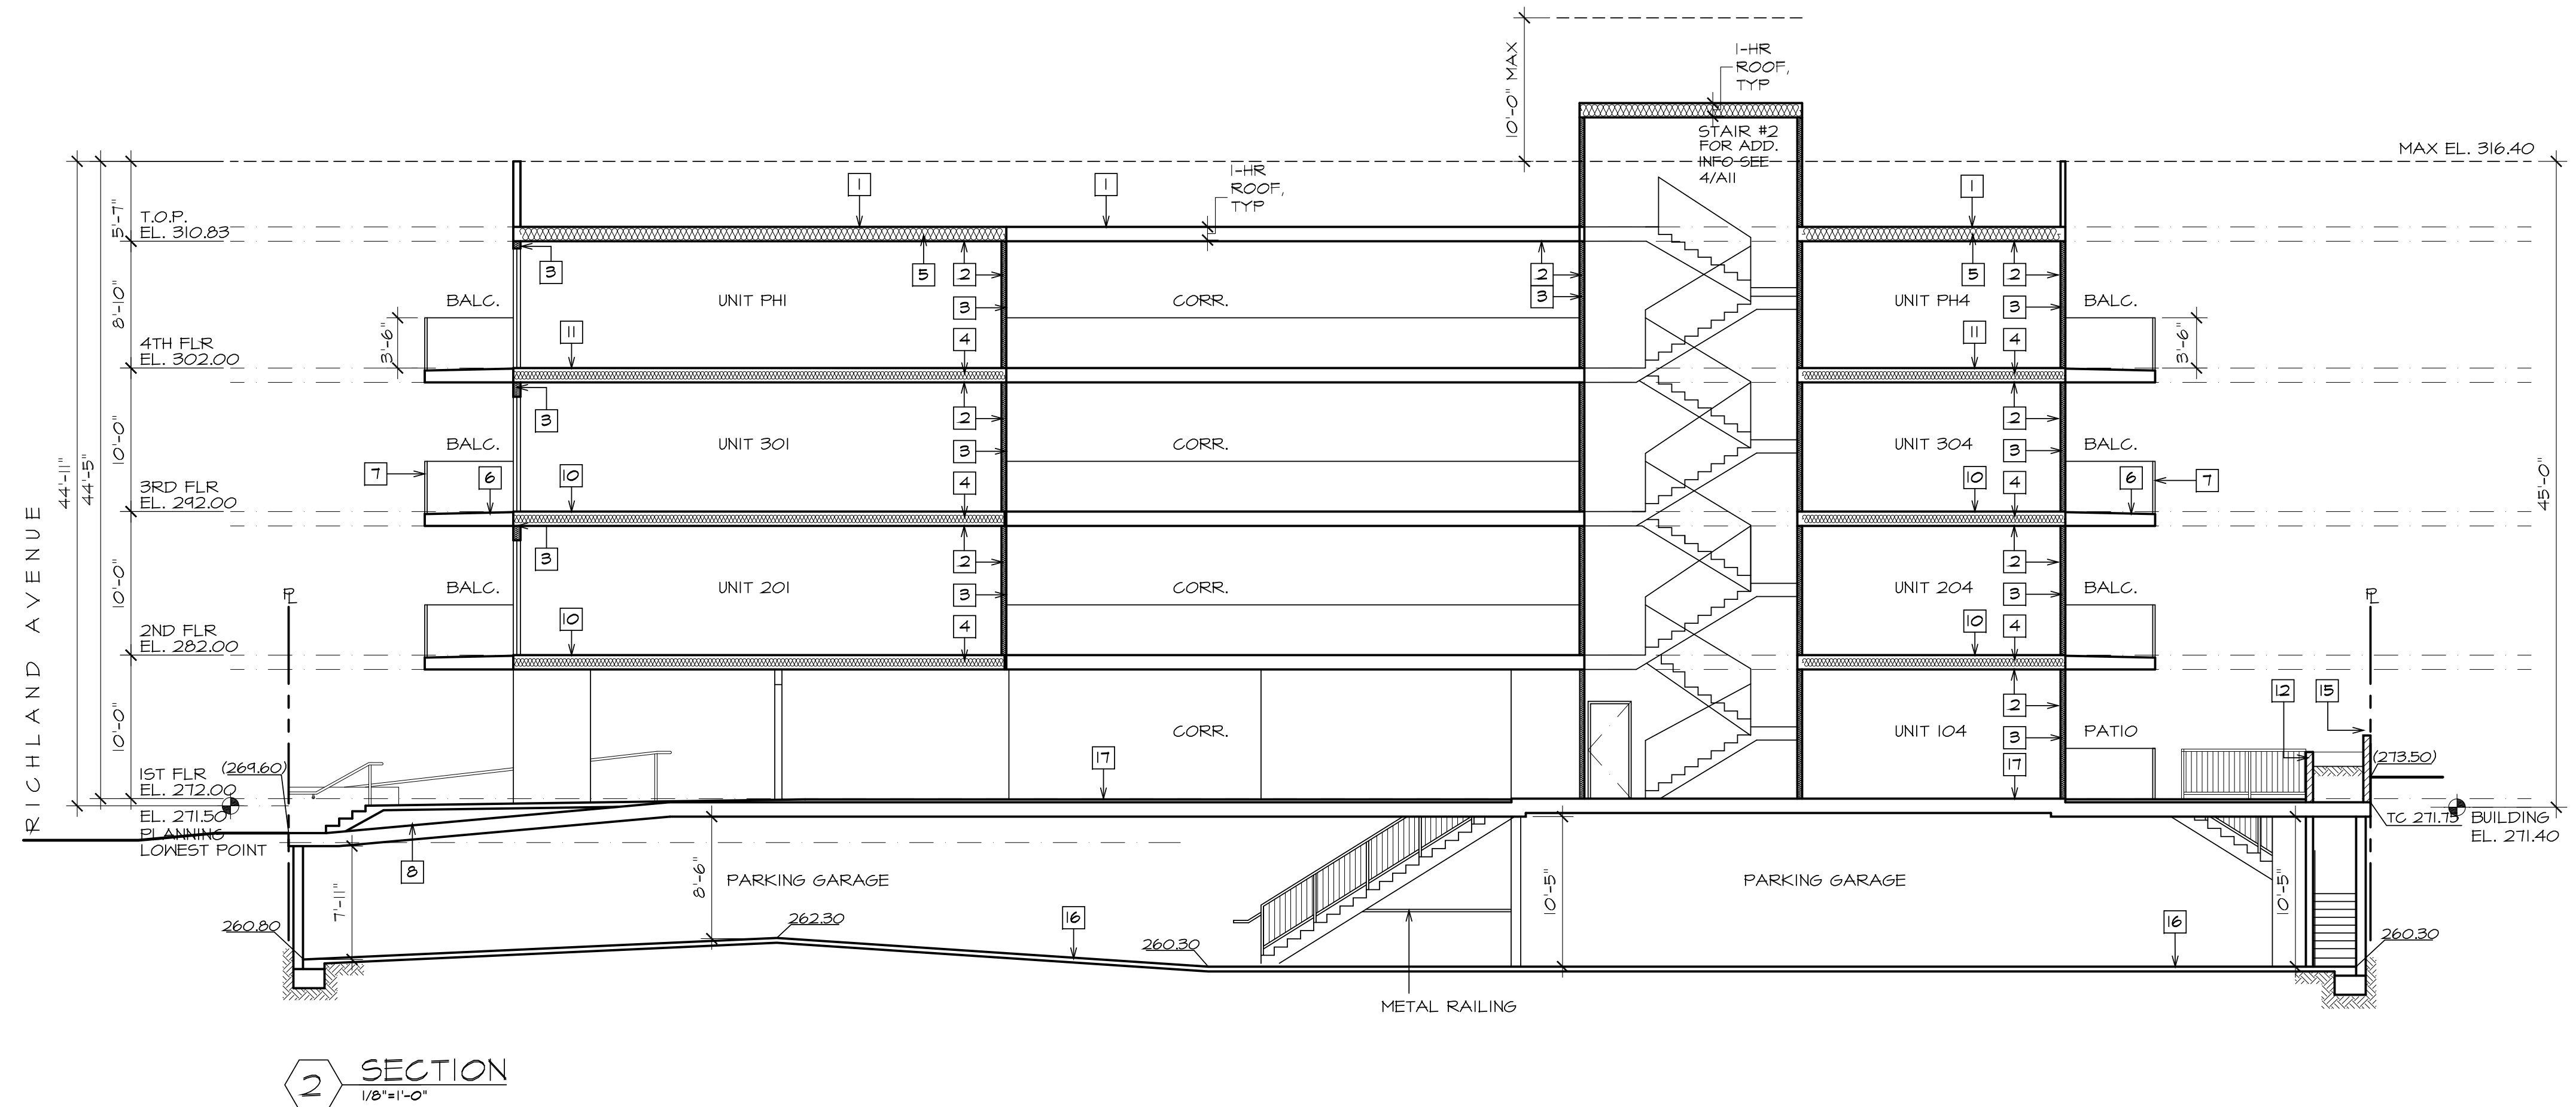 10'-0" MAX
1-HR
ROOF,
TYP
STAIR #2
FOR ADD.
INFO SEE
4/A11
MAX EL. 316.40
1-HR
ROOF,
TYP
1
1
1
5'-7"
T.O.P.
EL. 310.83
3
5
2
2
3
5
2
8'-10"
BALC.
UNIT PH1
3
CORR.
UNIT PH4
3
BALC.
3'-6"
11
4
11
4
3'-6"
4TH FLR
EL. 302.00
3
2
2
10'-0"
BALC.
UNIT 301
3
CORR.
UNIT 304
3
BALC.
44'-11"
44'-5"
7
6
10
4
10
4
6
7
45'-0"
3RD FLR
EL. 292.00
3
2
2
10'-0"
BALC.
UNIT 201
3
CORR.
UNIT 204
3
BALC.
PL
PL
10
4
10
4
2ND FLR
EL. 282.00
RICHLAND AVENUE
12
15
2
10'-0"
CORR.
UNIT 104
3
PATIO
17
17
1ST FLR
EL. 272.00
(269.60)
(273.50)
EL. 271.50
PLANNING
LOWEST POINT
TC 271.75
BUILDING
EL. 271.40
8
7'-11"
8'-6"
PARKING GARAGE
10'-5"
PARKING GARAGE
10'-5"
260.80
262.30
16
260.30
16
260.30
METAL RAILING
2
SECTION
1/8"=1'-0"